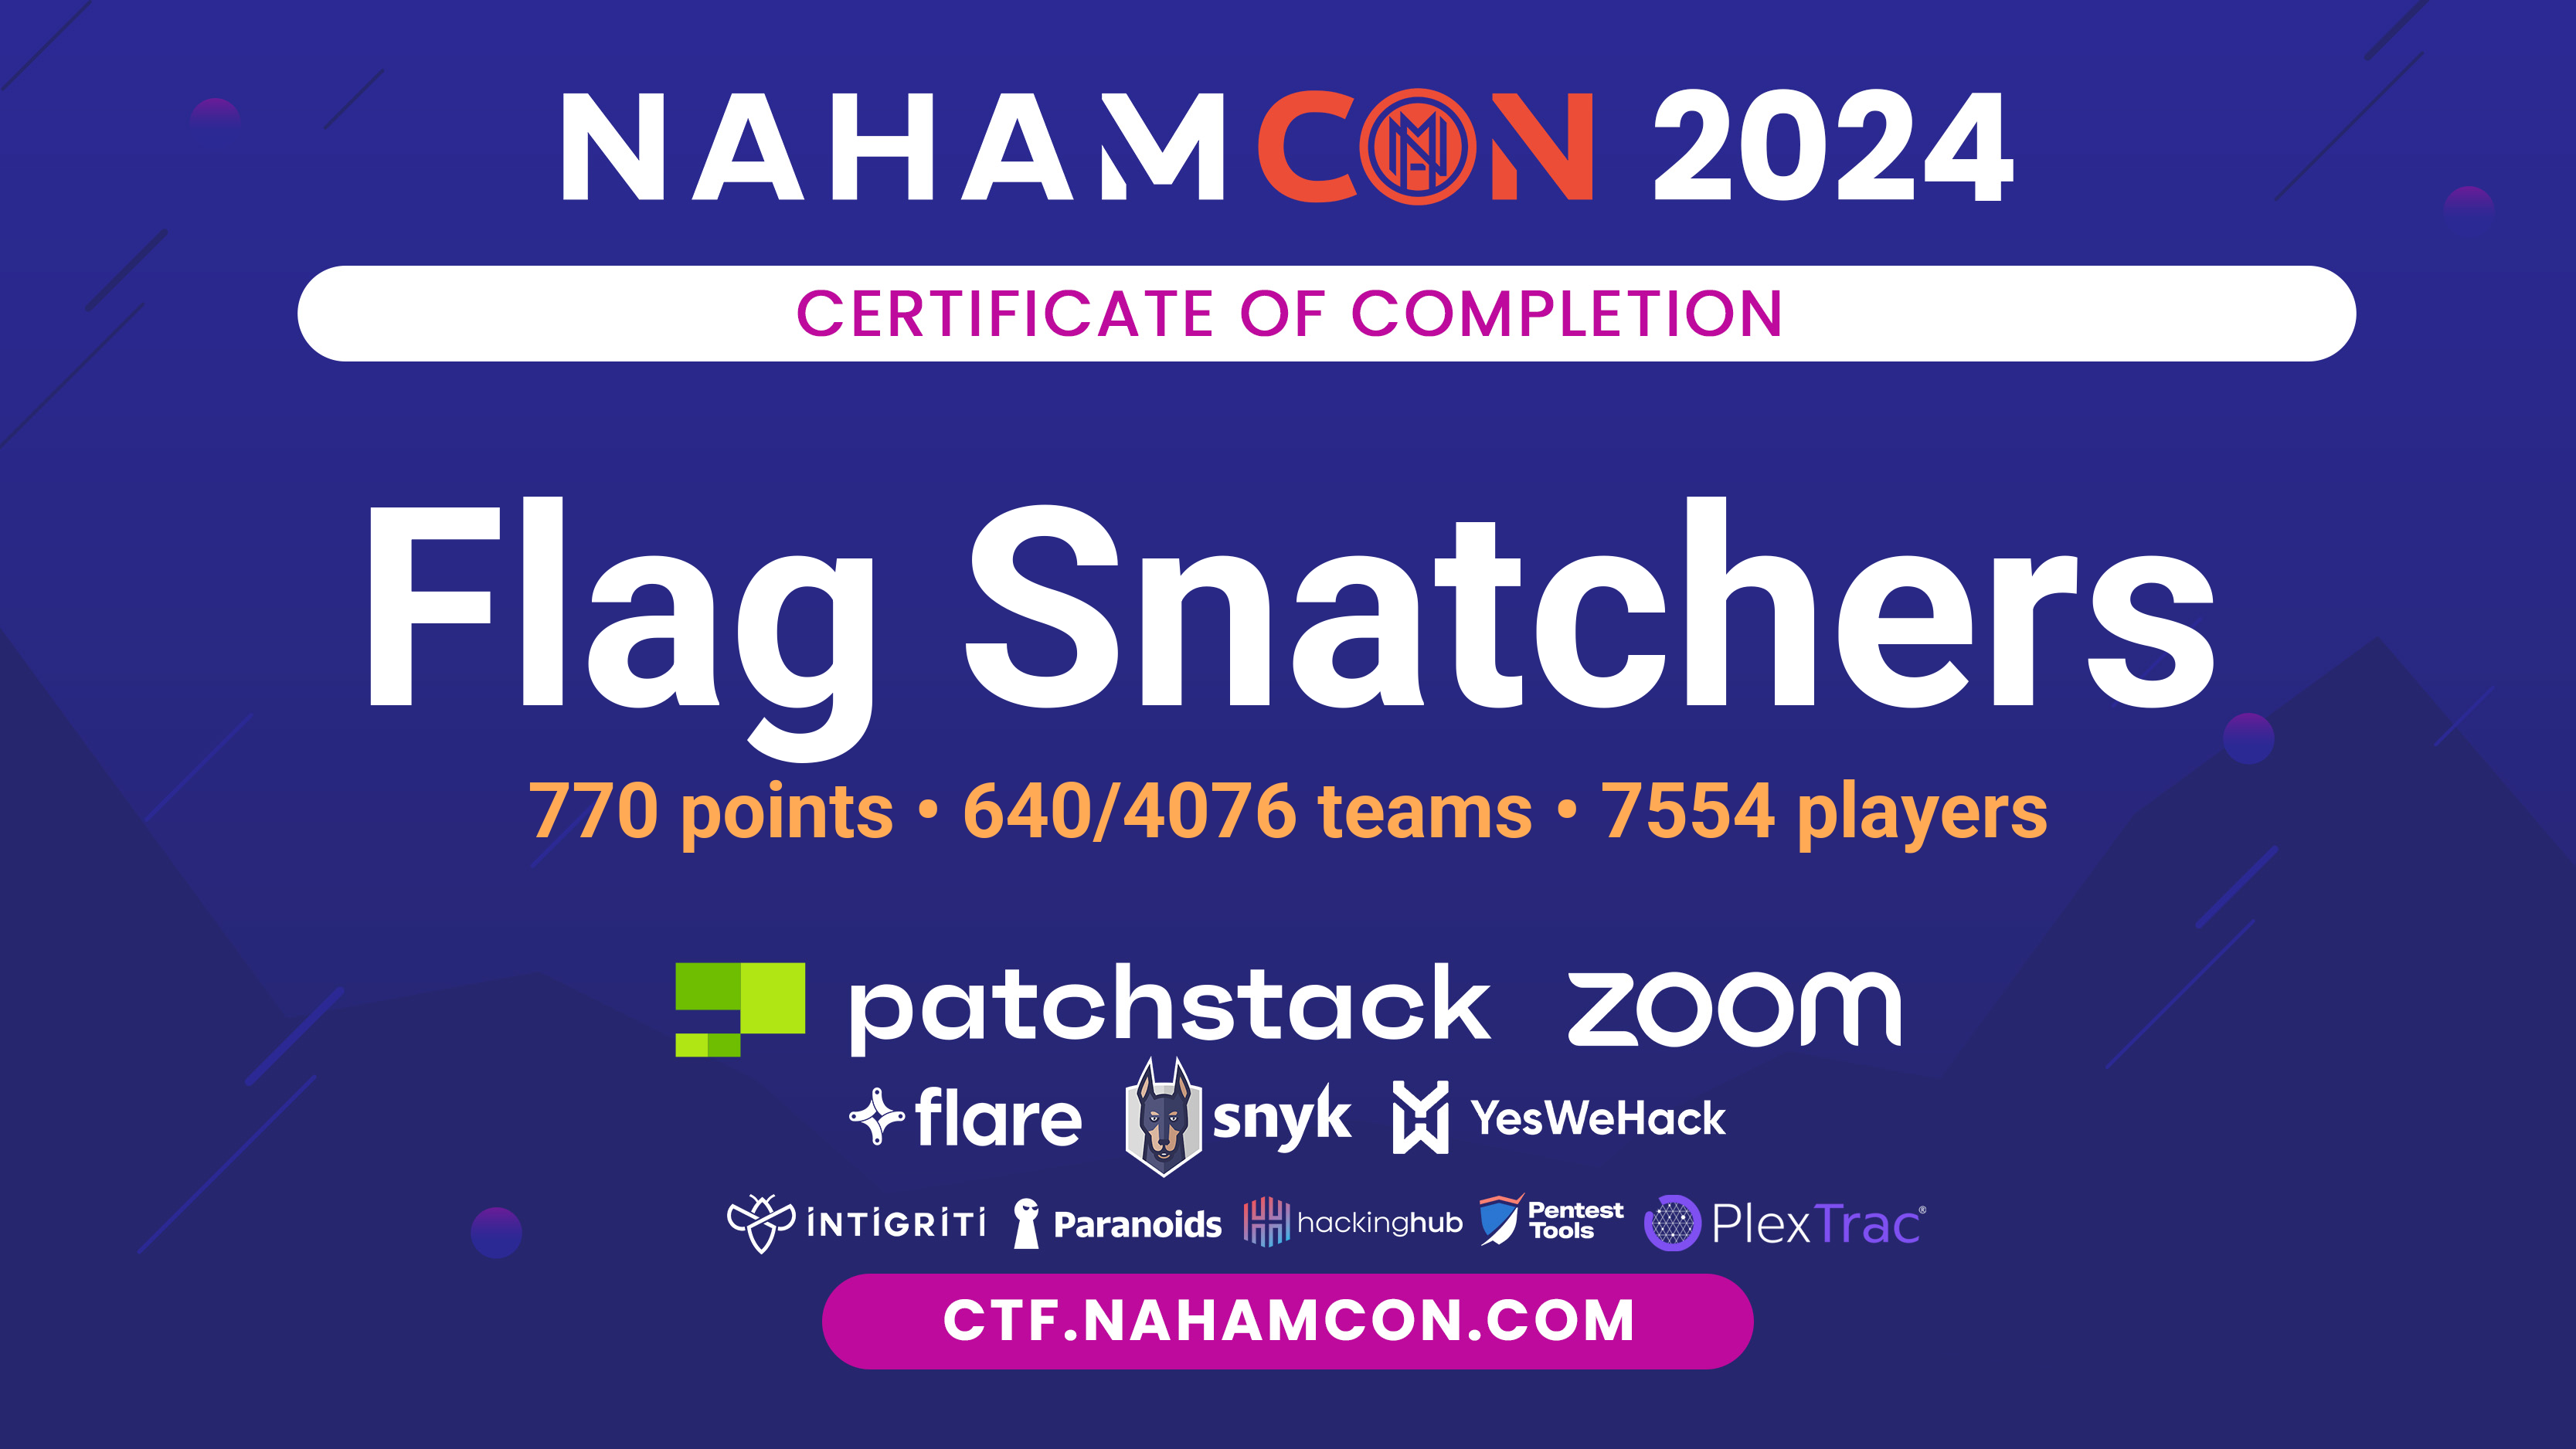 NAHAMCON 2024
CERTIFICATE OF COMPLETION
Flag Snatchers
770 points • 640/4076 teams • 7554 players
patchstack zoom
flare snyk YesWeHack
INTIGRITI Paranoids hackinghub Pentest Tools PlexTrac®
CTF.NAHAMCON.COM